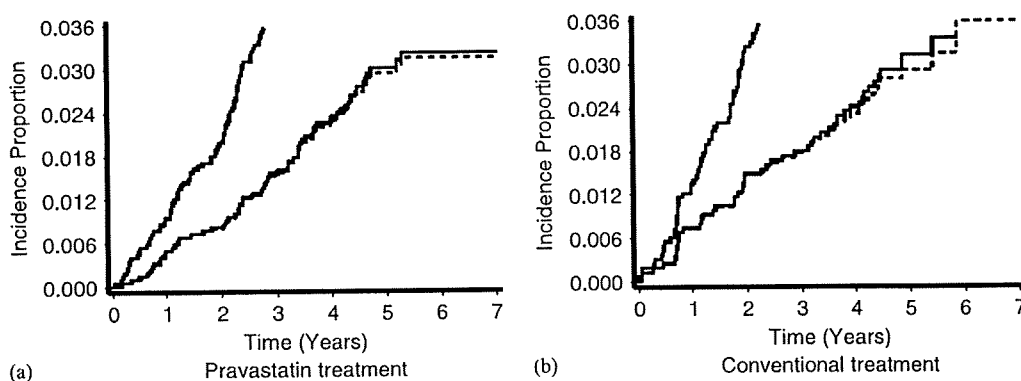 Incidence Proportion
0.036
0.030
0.024
0.018
0.012
0.006
0.000
0 1 2 3 4 5 6 7
Time (Years)
(a) Pravastatin treatment
Incidence Proportion
0.036
0.030
0.024
0.018
0.012
0.006
0.000
0 1 2 3 4 5 6 7
Time (Years)
(b) Conventional treatment